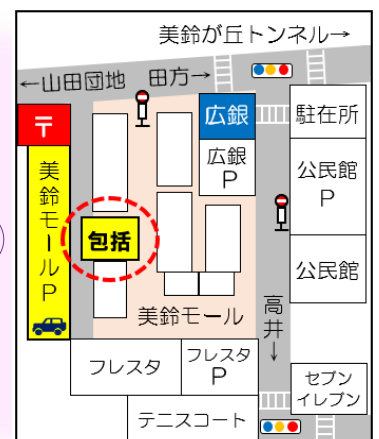 美鈴が丘トンネル→
←山田団地 田方→
〒
広銀
駐在所
広銀
P
公民館
P
美鈴モールP
包括
公民館
美鈴モール
高井↓
フレスタ
フレスタ
P
セブン
イレブン
テニスコート